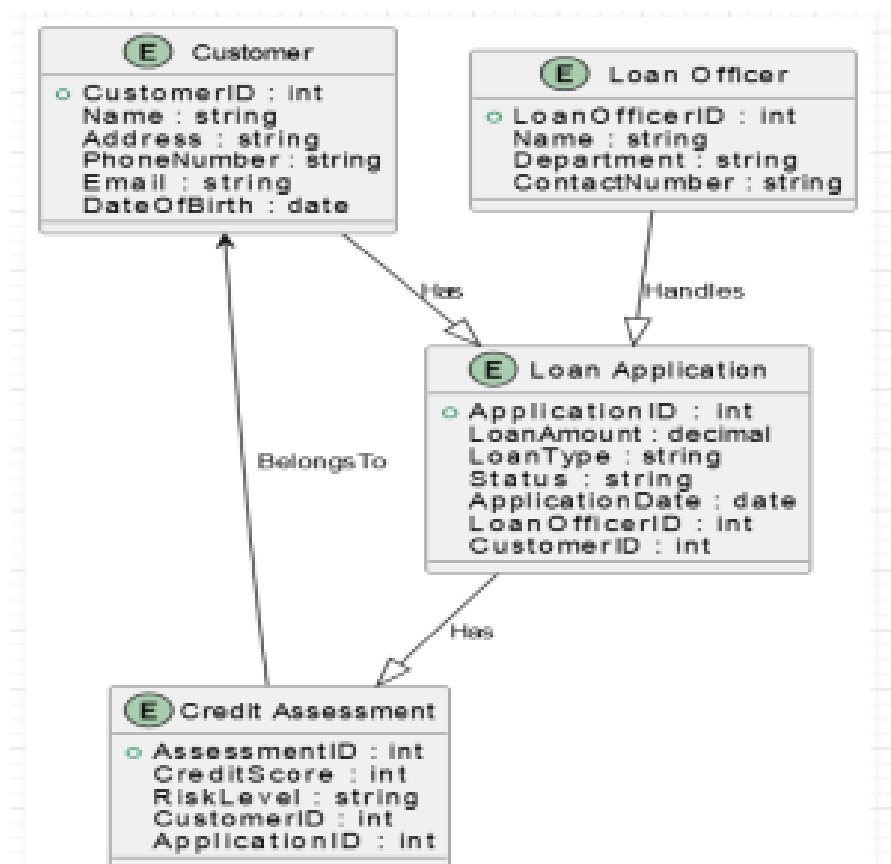 E Customer
CustomerID : int
Name : string
Address : string
PhoneNumber : string
Email : string
DateOfBirth : date
E Loan Officer
LoanOfficerID : int
Name : string
Department : string
ContactNumber : string
Has
Handles
E Loan Application
ApplicationID : int
LoanAmount : decimal
LoanType : string
Status : string
ApplicationDate : date
LoanOfficerID : int
CustomerID : int
BelongsTo
Has
E Credit Assessment
AssessmentID : int
CreditScore : int
RiskLevel : string
CustomerID : int
ApplicationID : int